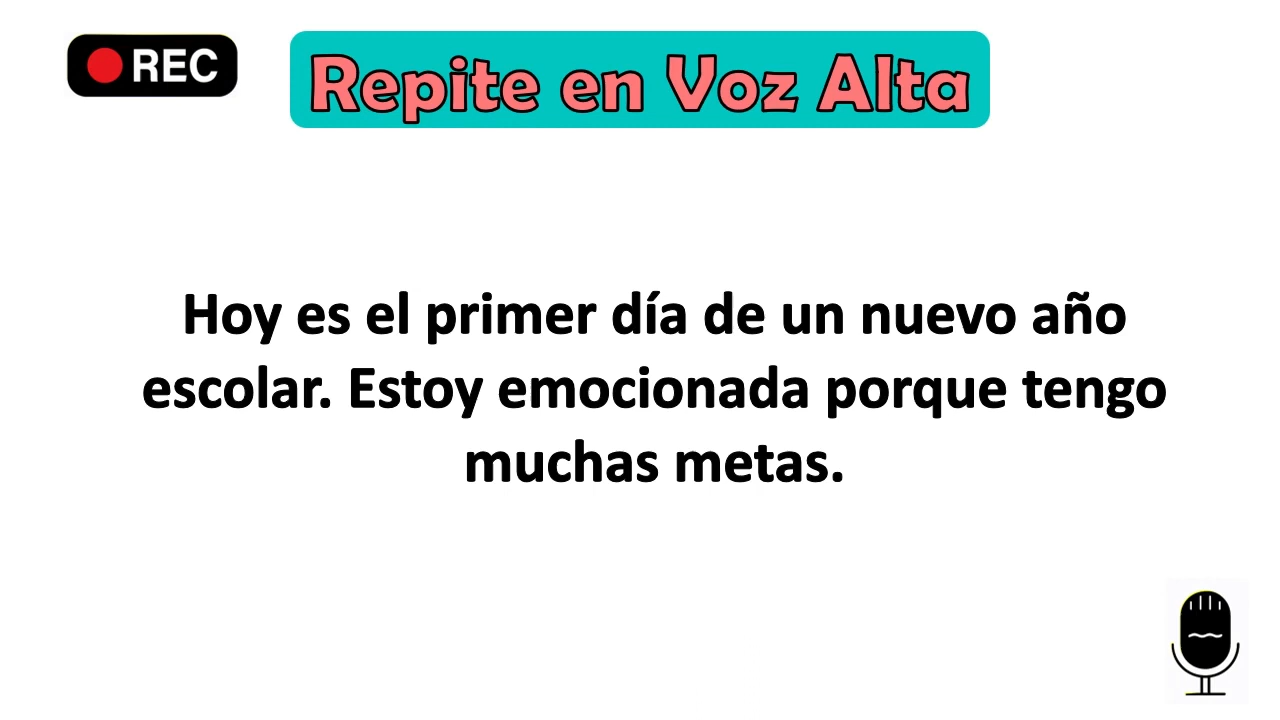 REC
Repite en Voz Alta
Hoy es el primer día de un nuevo año
escolar. Estoy emocionada porque tengo
muchas metas.